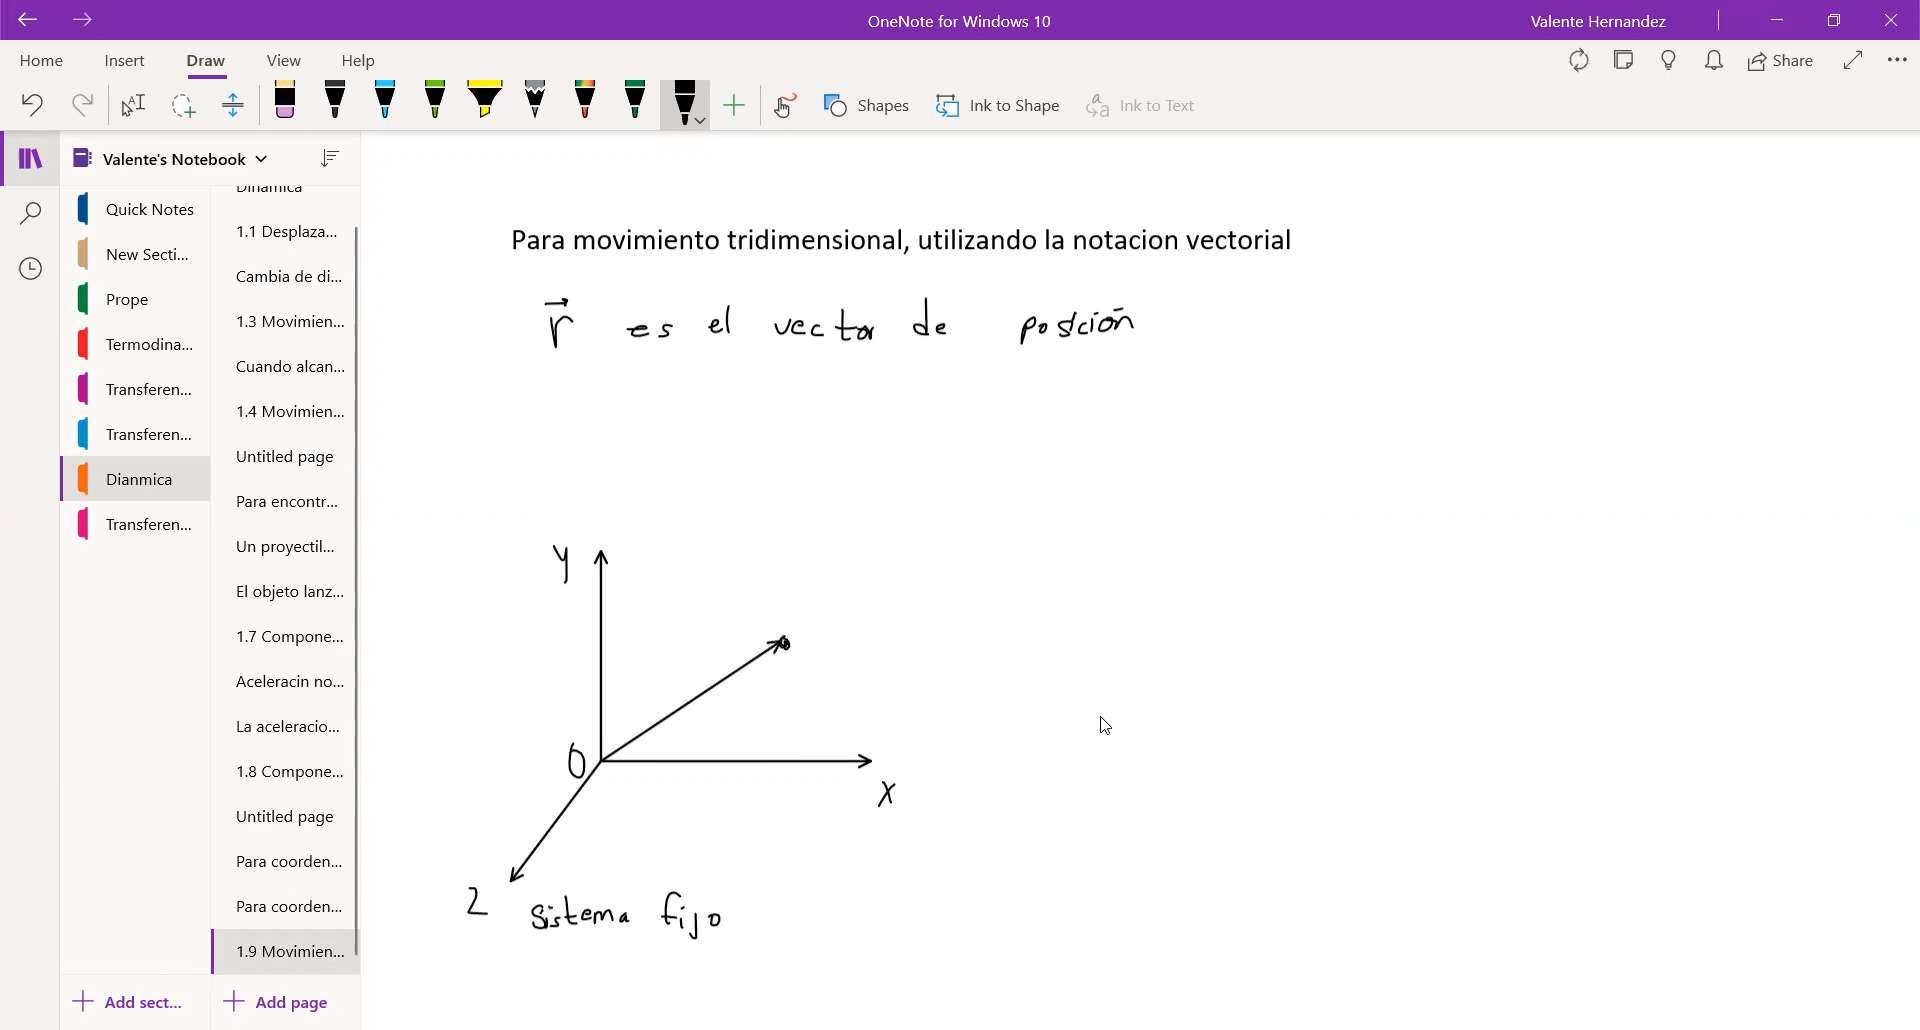 OneNote for Windows 10
Valente Hernandez
Home Insert Draw View Help
Share
Shapes Ink to Shape Ink to Text
Valente's Notebook
Quick Notes
New Secti...
Prope
Termodina...
Transferen...
Transferen...
Dianmica
Transferen...
Add sect...
Dinamica
1.1 Desplaza...
Cambia de di...
1.3 Movimien...
Cuando alcan...
1.4 Movimien...
Untitled page
Para encontr...
Un proyectil...
El objeto lanz...
1.7 Compone...
Aceleracin no...
La aceleracio...
1.8 Compone...
Untitled page
Para coorden...
Para coorden...
1.9 Movimien...
Add page
Para movimiento tridimensional, utilizando la notacion vectorial
r⃗ es el vector de posición
y
O
x
z
Sistema fijo